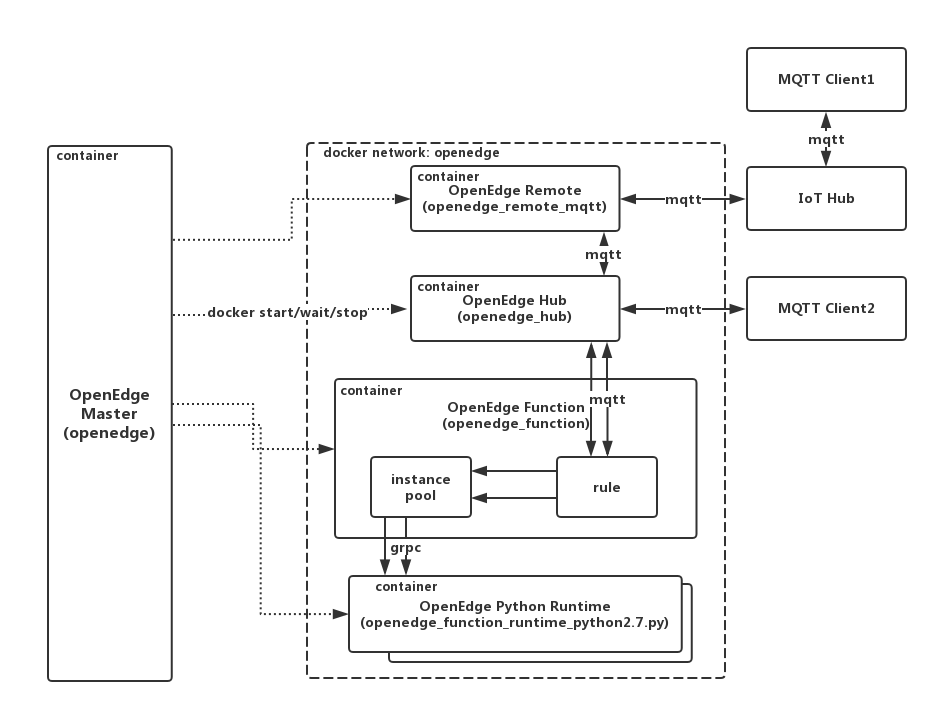 MQTT Client1
mqtt
container
docker network: openedge
container
OpenEdge Remote
(openedge_remote_mqtt)
mqtt
IoT Hub
mqtt
container
OpenEdge Hub
(openedge_hub)
mqtt
MQTT Client2
docker start/wait/stop
OpenEdge
Master
(openedge)
container
mqtt
OpenEdge Function
(openedge_function)
instance
pool
rule
grpc
container
OpenEdge Python Runtime
(openedge_function_runtime_python2.7.py)